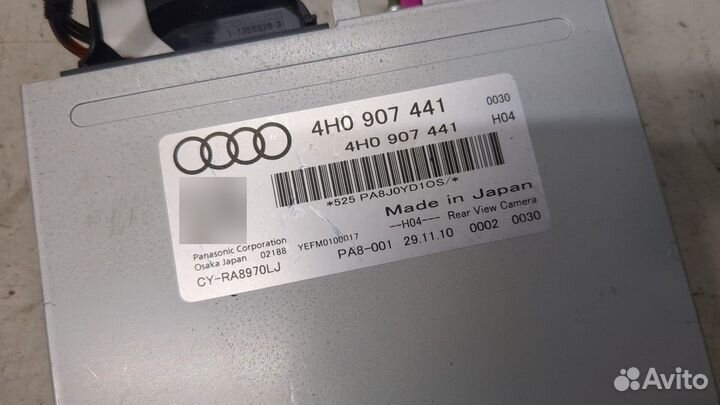 1-1355928-3
4H0 907 441 0030
4H0 907 441 H04
*525 PA8J0YD1OS/*
Made in Japan
--H04--- Rear View Camera
Panasonic Corporation
Osaka Japan 02188 YEFM0100017
PA8-001 29.11.10 0002 0030
CY-RA8970LJ
Avito